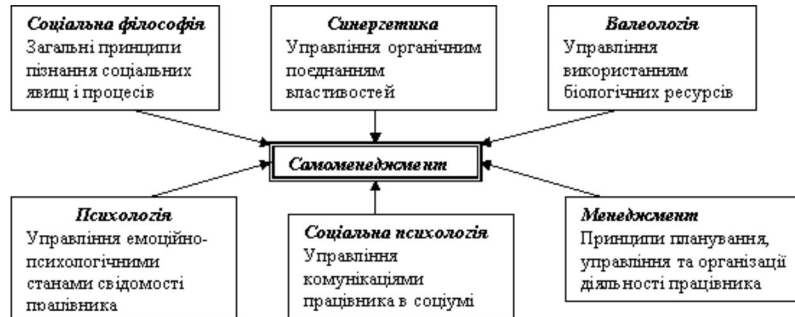 Соціальна філософія
Загальні принципи
пізнання соціальних
явищ і процесів
Синергетика
Управління органічним
поєднанням
властивостей
Валеологія
Управління
використанням
біологічних ресурсів
Самоменеджмент
Психологія
Управління емоційно-
психологічними
станами свідомості
працівника
Соціальна психологія
Управління
комунікаціями
працівника в соціумі
Менеджмент
Принципи планування,
управління та організації
діяльності працівника